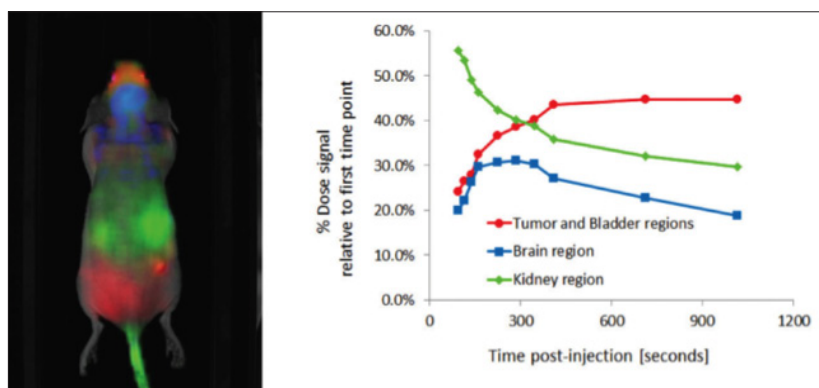 60.0%
50.0%
40.0%
30.0%
20.0%
10.0%
0.0%
% Dose signal
relative to first time point
Tumor and Bladder regions
Brain region
Kidney region
0 300 600 900 1200
Time post-injection [seconds]